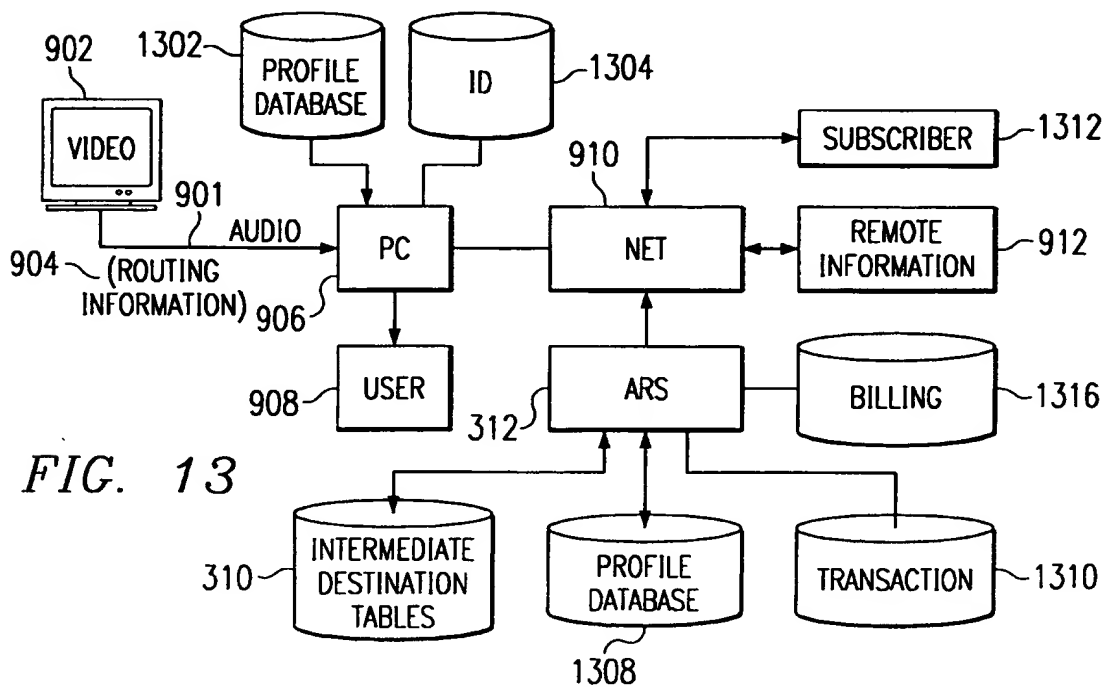 1302
1304
902
PROFILE
DATABASE
ID
VIDEO
SUBSCRIBER
1312
910
901
AUDIO
PC
NET
REMOTE
INFORMATION
912
904
(ROUTING
INFORMATION)
906
USER
908
ARS
312
BILLING
1316
FIG. 13
310
INTERMEDIATE
DESTINATION
TABLES
PROFILE
DATABASE
1308
TRANSACTION
1310